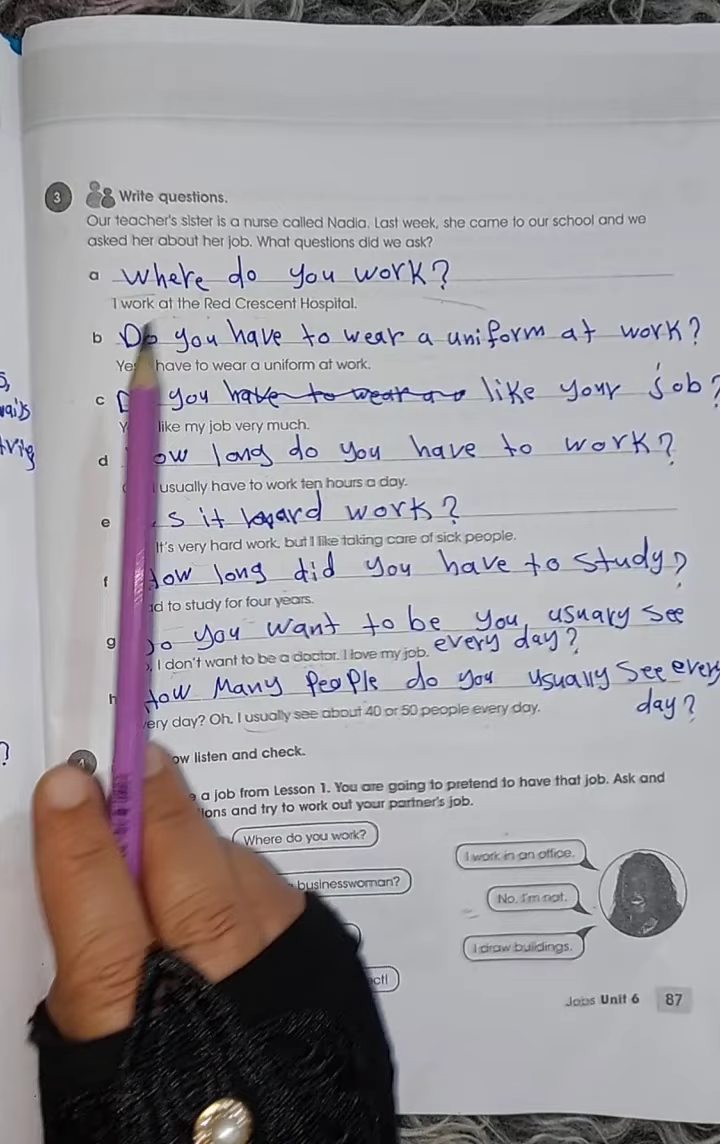 3 Write questions.
Our teacher's sister is a nurse called Nadia. Last week, she came to our school and we
asked her about her job. What questions did we ask?
a Where do you work?
I work at the Red Crescent Hospital.
b Do you have to wear a uniform at work?
have to wear a uniform at work.
c you have to wear a like your job?
like my job very much.
d ow long do you have to work?
usually have to work ten hours a day.
e s it hard work?
It's very hard work, but I like taking care of sick people.
f How long did you have to study?
to study for four years.
g Do you want to be you usuary see
every day?
, I don't want to be a doctor. I love my job.
h How Many People do you usually See every
day?
very day? Oh, I usually see about 40 or 50 people every day.
ow listen and check.
a job from Lesson 1. You are going to pretend to have that job. Ask and
ions and try to work out your partner's job.
Where do you work?
I work in an office.
businesswoman?
No, I'm not.
I draw buildings.
ct!
Jobs Unit 6 87